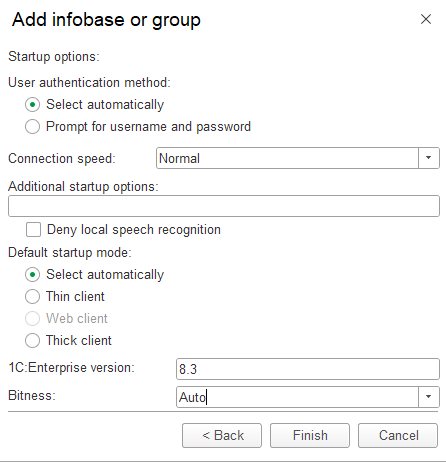 Add infobase or group
Startup options:
User authentication method:
Select automatically
Prompt for username and password
Connection speed: Normal
Additional startup options:
Deny local speech recognition
Default startup mode:
Select automatically
Thin client
Web client
Thick client
1C:Enterprise version: 8.3
Bitness: Auto
< Back Finish Cancel